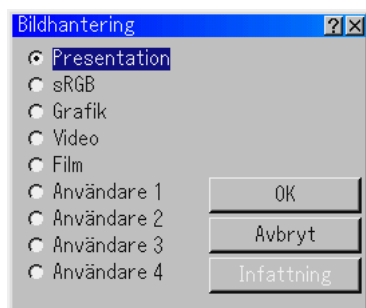 Bildhantering
Presentation
sRGB
Grafik
Video
Film
Användare 1
Användare 2
Användare 3
Användare 4
OK
Avbryt
Infattning